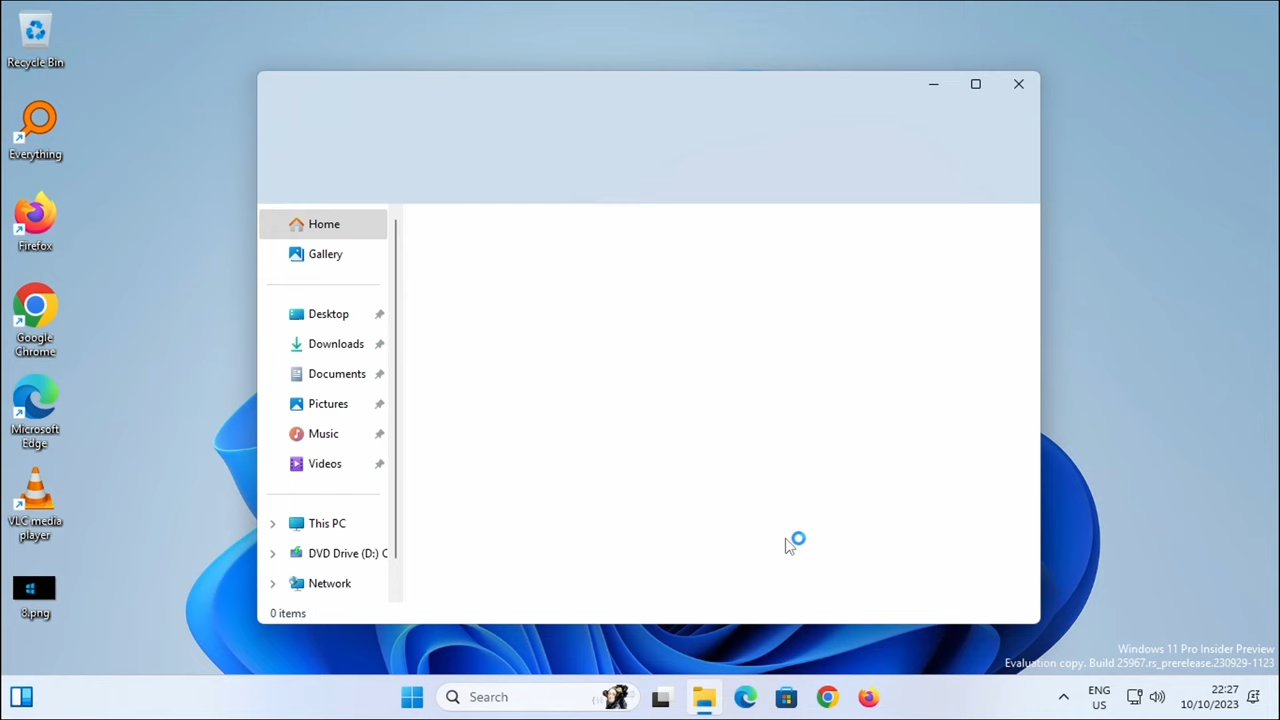 Recycle Bin
Everything
Firefox
Google
Chrome
Microsoft
Edge
VLC media
player
8.png
Home
Gallery
Desktop
Downloads
Documents
Pictures
Music
Videos
This PC
DVD Drive (D:) C
Network
0 items
Windows 11 Pro Insider Preview
Evaluation copy. Build 25967.rs_prerelease.230929-1123
Search
ENG
US
22:27
10/10/2023